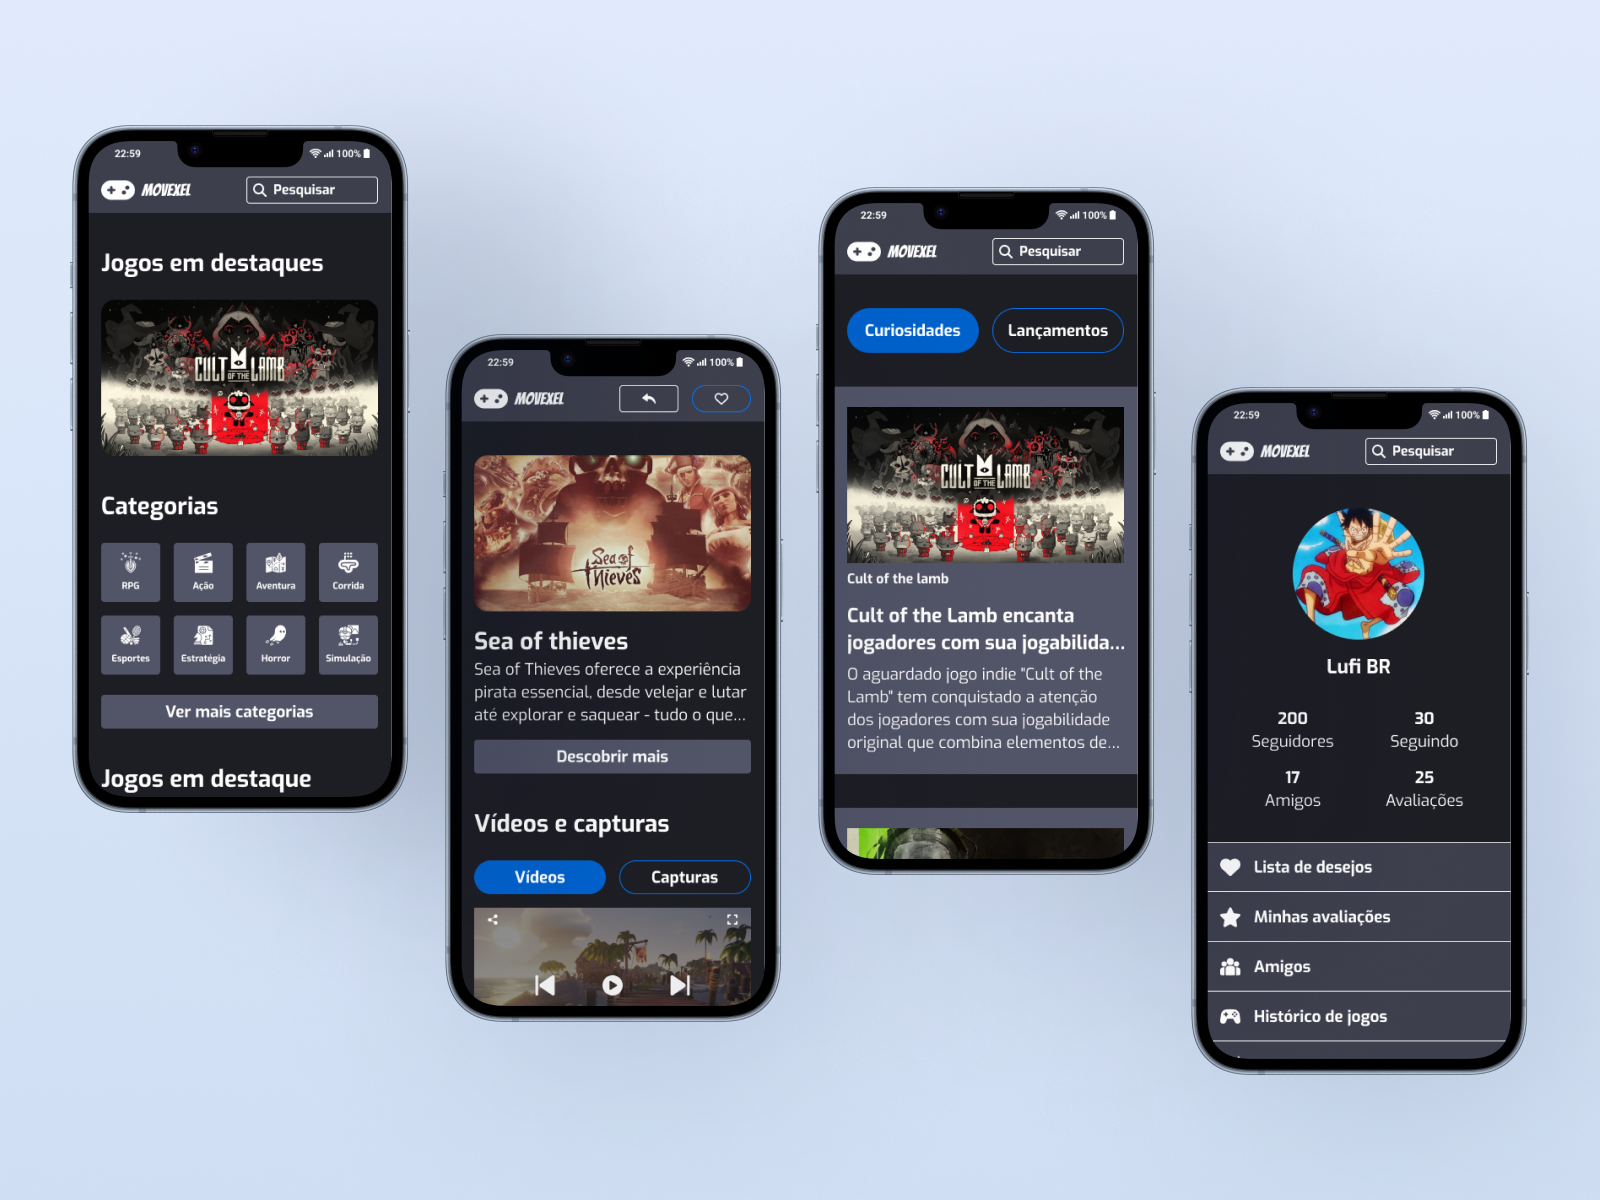 22:59
100%
MOVEXEL
Pesquisar
Jogos em destaques
CULT
OF THE
LAMB
Categorias
RPG
Ação
Aventura
Corrida
Esportes
Estratégia
Horror
Simulação
Ver mais categorias
Jogos em destaque
22:59
100%
MOVEXEL
Sea of
Thieves
Sea of thieves
Sea of Thieves oferece a experiência
pirata essencial, desde velejar e lutar
até explorar e saquear - tudo o que...
Descobrir mais
Vídeos e capturas
Vídeos
Capturas
22:59
100%
MOVEXEL
Pesquisar
Curiosidades
Lançamentos
CULT
OF THE
LAMB
Cult of the lamb
Cult of the Lamb encanta
jogadores com sua jogabilida...
O aguardado jogo indie "Cult of the
Lamb" tem conquistado a atenção
dos jogadores com sua jogabilidade
original que combina elementos de...
22:59
100%
MOVEXEL
Pesquisar
Lufi BR
200
Seguidores
30
Seguindo
17
Amigos
25
Avaliações
Lista de desejos
Minhas avaliações
Amigos
Histórico de jogos